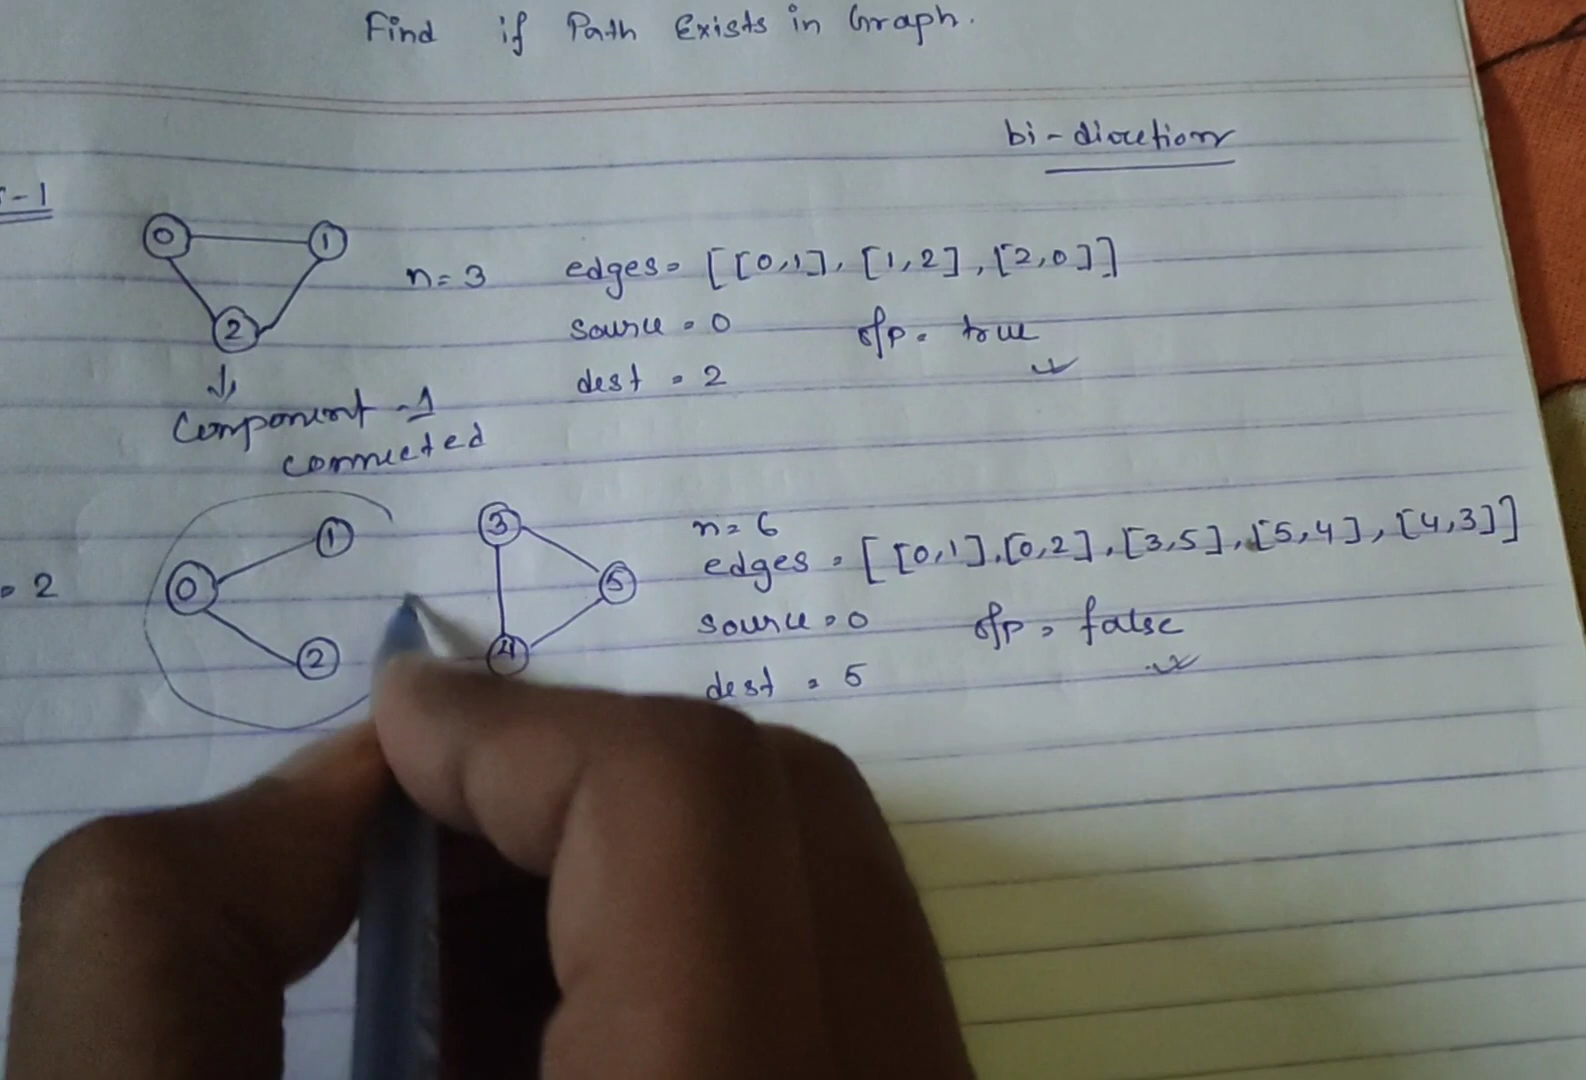 Find if Path Exists in Graph.
bi-direction
-1
0 1 n = 3 edges = [[0,1], [1,2], [2,0]]
2 source = 0 o/p = true
dest = 2
Component -1
connected
1 3 n = 6
edges = [[0,1],[0,2],[3,5],[5,4],[4,3]]
= 2 0 5
source = 0 o/p = false
2 4
dest = 5